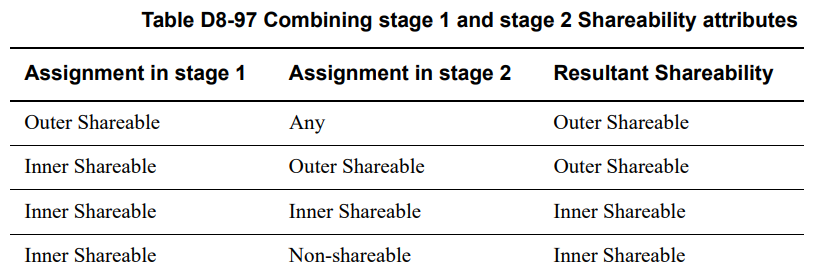 Table D8-97 Combining stage 1 and stage 2 Shareability attributes
Assignment in stage 1 Assignment in stage 2 Resultant Shareability
Outer Shareable Any Outer Shareable
Inner Shareable Outer Shareable Outer Shareable
Inner Shareable Inner Shareable Inner Shareable
Inner Shareable Non-shareable Inner Shareable